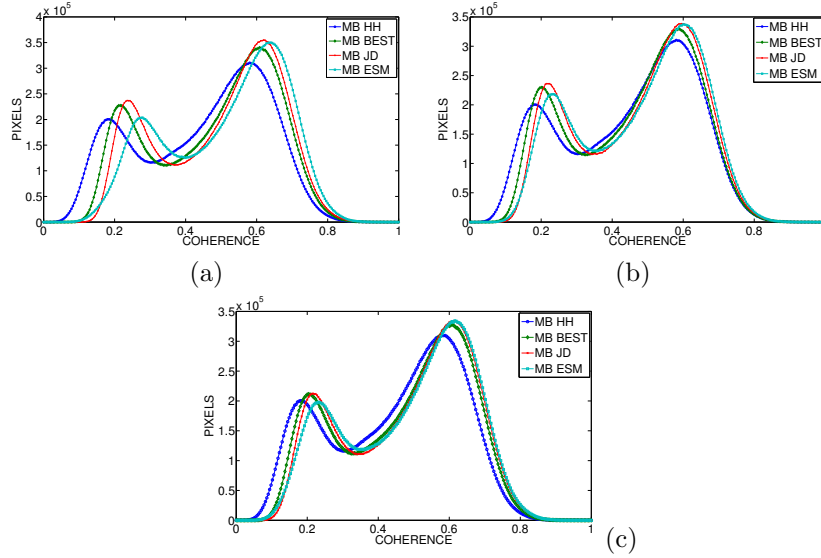 x 10^5
4
3.5
3
2.5
2
1.5
1
0.5
0
PIXELS
0 0.2 0.4 0.6 0.8 1
COHERENCE
MB HH
MB BEST
MB JD
MB ESM
(a)
x 10^5
3.5
3
2.5
2
1.5
1
0.5
0
PIXELS
0 0.2 0.4 0.6 0.8
COHERENCE
MB HH
MB BEST
MB JD
MB ESM
(b)
x 10^5
3.5
3
2.5
2
1.5
1
0.5
0
PIXELS
0 0.2 0.4 0.6 0.8 1
COHERENCE
MB HH
MB BEST
MB JD
MB ESM
(c)